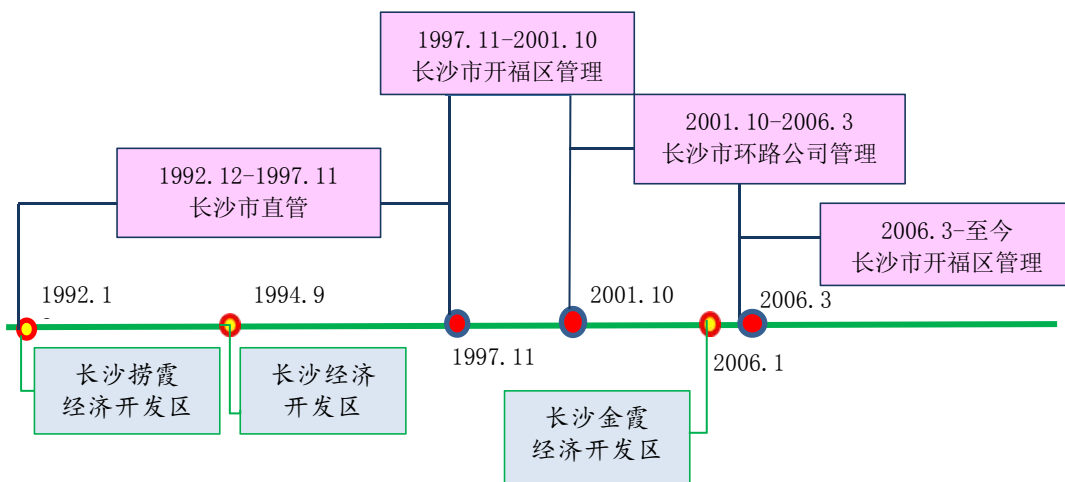 1997.11-2001.10
长沙市开福区管理
2001.10-2006.3
长沙市环路公司管理
1992.12-1997.11
长沙市直管
2006.3-至今
长沙市开福区管理
1992.1
1994.9
2001.10
2006.3
1997.11
2006.1
长沙捞霞
经济开发区
长沙经济
开发区
长沙金霞
经济开发区